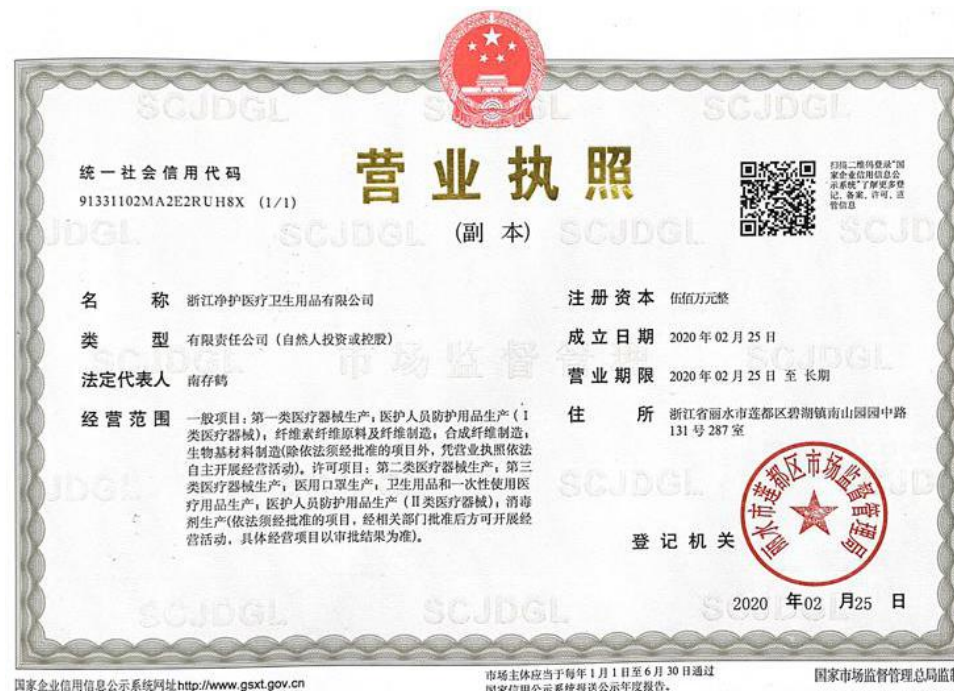 营业执照
(副 本)
统一社会信用代码
91331102MA2E2RUH8X (1/1)
扫描二维码登录“国
家企业信用信息公
示系统”了解更多登
记、备案、许可、监
管信息
名 称 浙江净护医疗卫生用品有限公司
类 型 有限责任公司(自然人投资或控股)
法定代表人 南存鹤
经营范围 一般项目:第一类医疗器械生产;医护人员防护用品生产(I
类医疗器械);纤维素纤维原料及纤维制造;合成纤维制造;
生物基材料制造(除依法须经批准的项目外,凭营业执照依法
自主开展经营活动)。许可项目:第二类医疗器械生产;第三
类医疗器械生产;医用口罩生产;卫生用品和一次性使用医
疗用品生产;医护人员防护用品生产(II类医疗器械);消毒
剂生产(依法须经批准的项目,经相关部门批准后方可开展经
营活动,具体经营项目以审批结果为准)。
注册资本 伍佰万元整
成立日期 2020年02月25日
营业期限 2020年02月25日 至 长期
住 所 浙江省丽水市莲都区碧湖镇南山园园中路
131号287室
登记机关
丽水市莲都区市场监督管理局
2020 年02 月25 日
SCJDGL
市场监督管理
国家企业信用信息公示系统网址http://www.gsxt.gov.cn
市场主体应当于每年1月1日至6月30日通过
国家信用公示系统报送公示年度报告。
国家市场监督管理总局监制